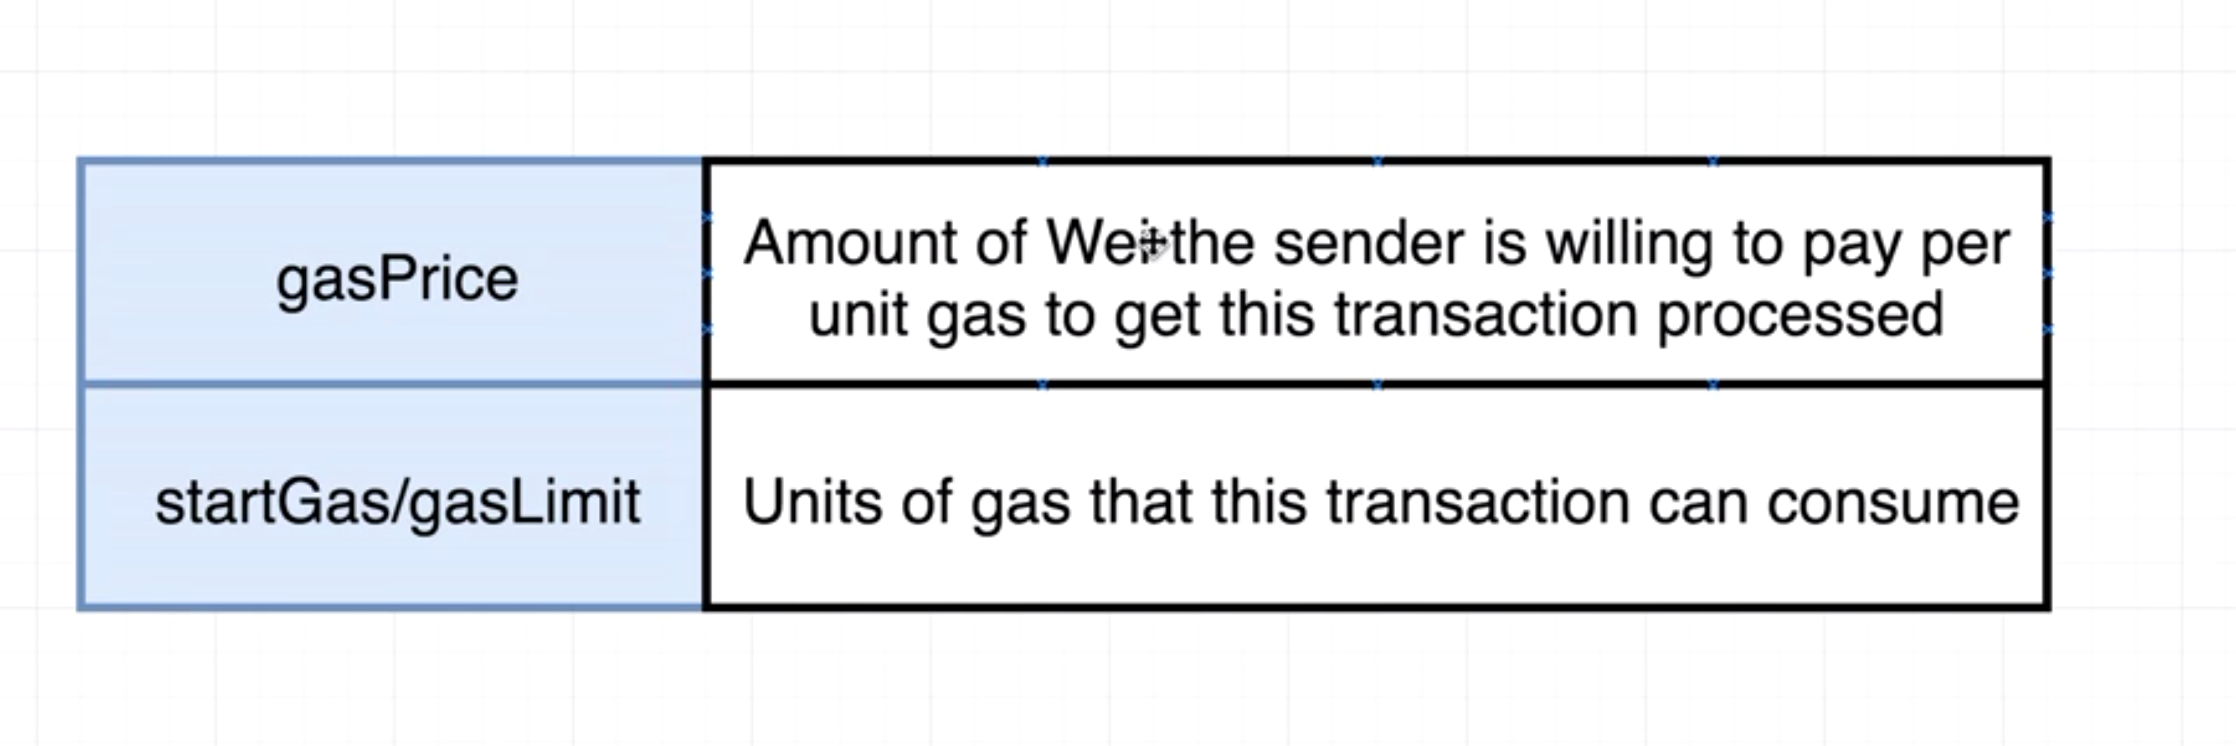 gasPrice
Amount of Wei the sender is willing to pay per
unit gas to get this transaction processed
startGas/gasLimit
Units of gas that this transaction can consume